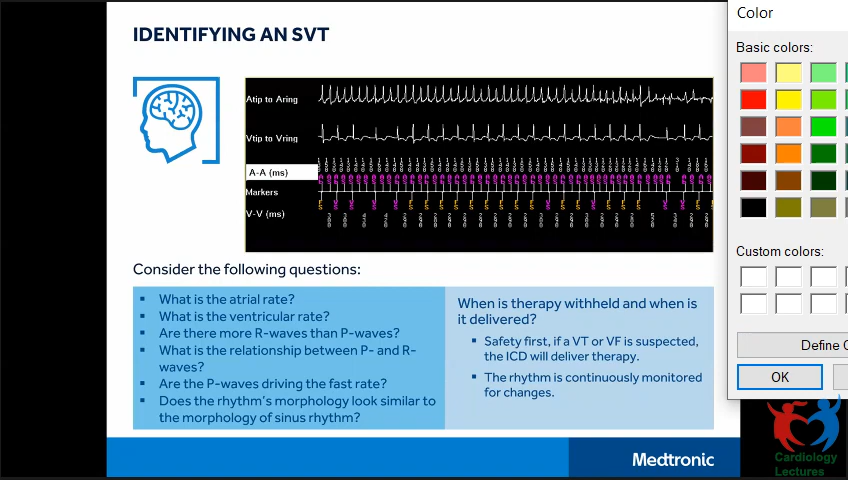 IDENTIFYING AN SVT
Atip to Aring
Vtip to Vring
A-A (ms)
Markers
V-V (ms)
Consider the following questions:
▪ What is the atrial rate?
▪ What is the ventricular rate?
▪ Are there more R-waves than P-waves?
▪ What is the relationship between P- and R-
waves?
▪ Are the P-waves driving the fast rate?
▪ Does the rhythm's morphology look similar to
the morphology of sinus rhythm?
When is therapy withheld and when is
it delivered?
▪ Safety first, if a VT or VF is suspected,
the ICD will deliver therapy.
▪ The rhythm is continuously monitored
for changes.
Medtronic
Color
Basic colors:
Custom colors:
Define C
OK
Cardiology
Lectures